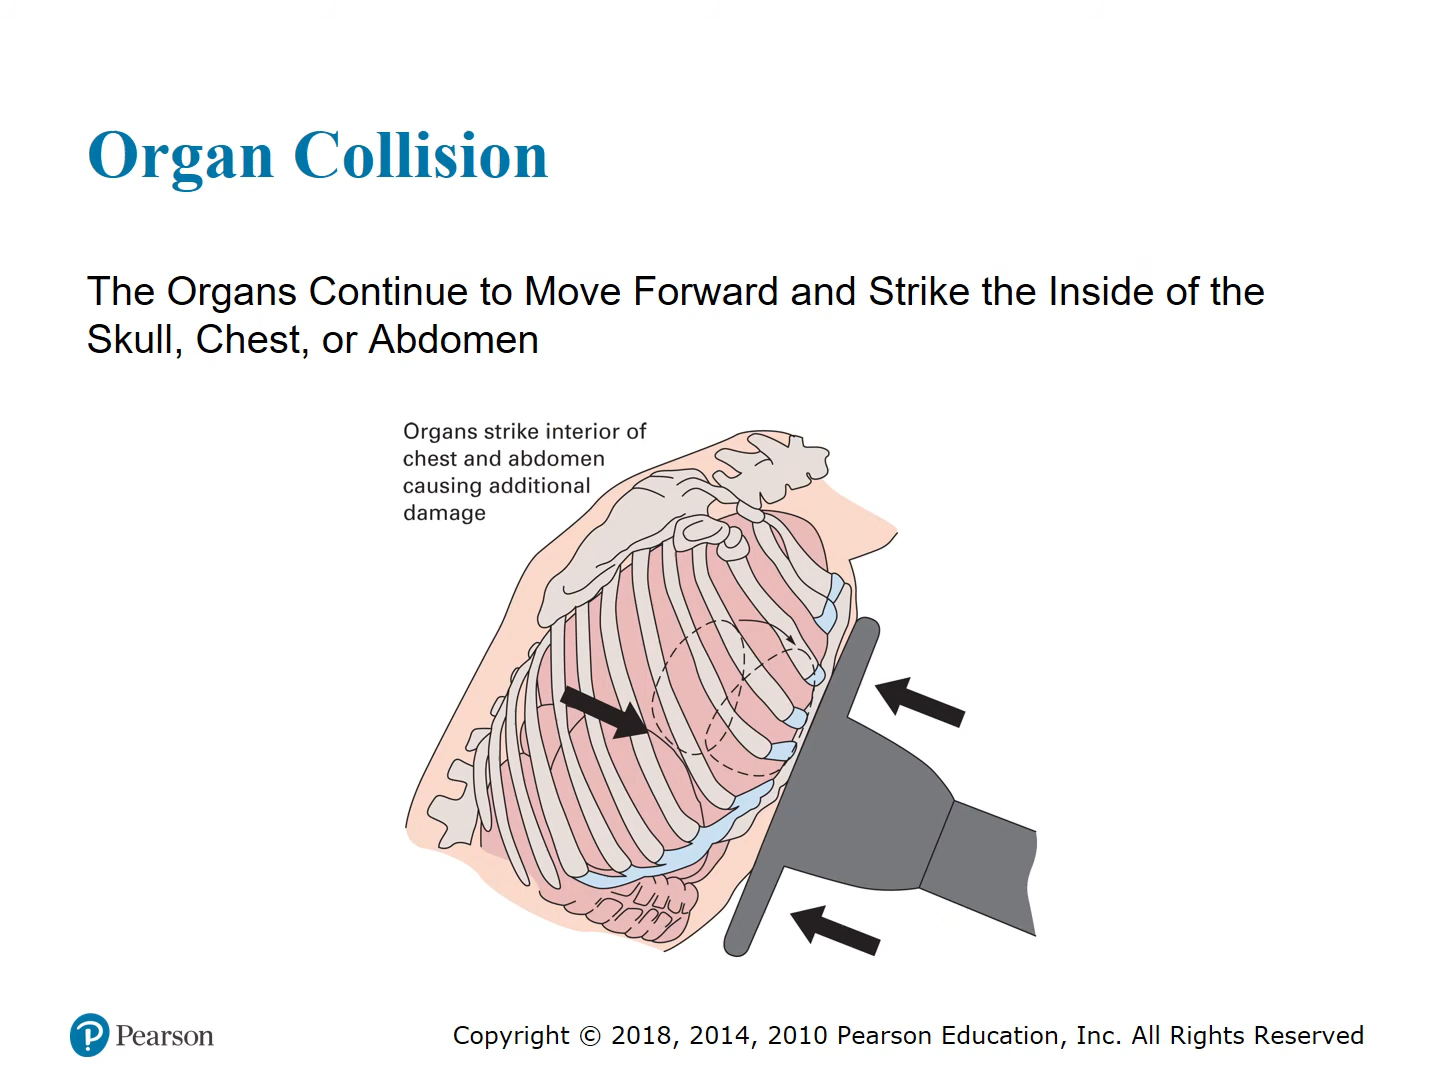 Organ Collision
The Organs Continue to Move Forward and Strike the Inside of the
Skull, Chest, or Abdomen
Organs strike interior of
chest and abdomen
causing additional
damage
Pearson
Copyright © 2018, 2014, 2010 Pearson Education, Inc. All Rights Reserved